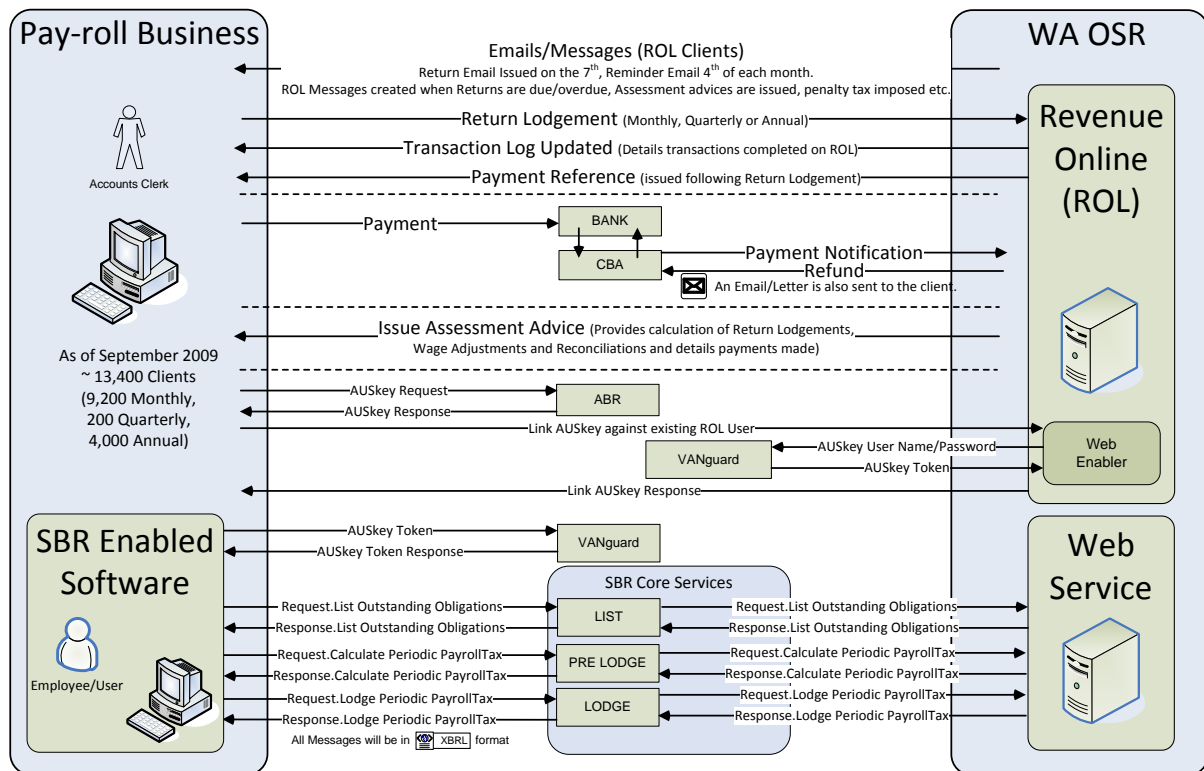 Pay-roll Business
WA OSR
Emails/Messages (ROL Clients)
Return Email Issued on the 7th, Reminder Email 4th of each month.
ROL Messages created when Returns are due/overdue, Assessment advices are issued, penalty tax imposed etc.
Return Lodgement (Monthly, Quarterly or Annual)
Transaction Log Updated (Details transactions completed on ROL)
Payment Reference (issued following Return Lodgement)
Accounts Clerk
Revenue
Online
(ROL)
Payment
BANK
CBA
Payment Notification
Refund
An Email/Letter is also sent to the client.
Issue Assessment Advice (Provides calculation of Return Lodgements,
Wage Adjustments and Reconciliations and details payments made)
As of September 2009
~ 13,400 Clients
(9,200 Monthly,
200 Quarterly,
4,000 Annual)
AUSkey Request
ABR
AUSkey Response
Link AUSkey against existing ROL User
AUSkey User Name/Password
VANguard
AUSkey Token
Web
Enabler
Link AUSkey Response
SBR Enabled
Software
AUSkey Token
VANguard
AUSkey Token Response
Web
Service
SBR Core Services
Request.List Outstanding Obligations
LIST
Request.List Outstanding Obligations
Response.List Outstanding Obligations
Response.List Outstanding Obligations
Request.Calculate Periodic PayrollTax
PRE LODGE
Request.Calculate Periodic PayrollTax
Response.Calculate Periodic PayrollTax
Response.Calculate Periodic PayrollTax
Request.Lodge Periodic PayrollTax
LODGE
Request.Lodge Periodic PayrollTax
Response.Lodge Periodic PayrollTax
Response.Lodge Periodic PayrollTax
Employee/User
All Messages will be in XBRL format